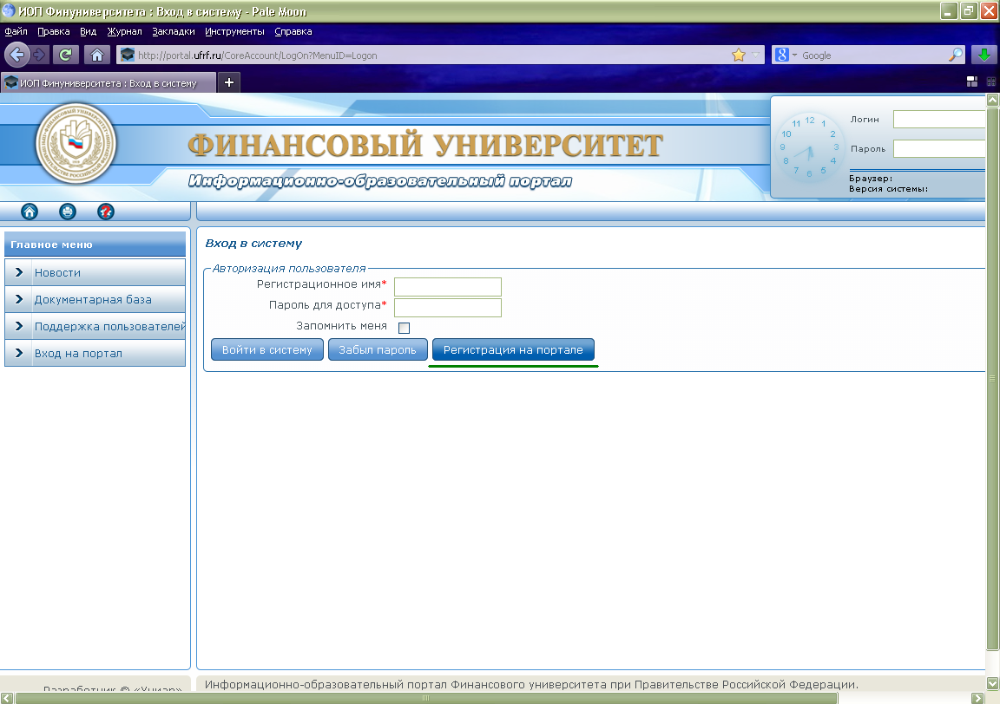 ИОП Финуниверситета : Вход в систему - Pale Moon
Файл Правка Вид Журнал Закладки Инструменты Справка
http://portal.ufrf.ru/CoreAccount/LogOn?MenuID=Logon
Google
ИОП Финуниверситета : Вход в систему
ФИНАНСОВЫЙ УНИВЕРСИТЕТ
Информационно-образовательный портал
12 1 2 3 4 5 6 7 8 9 10 11
Логин
Пароль
Браузер:
Версия системы:
Главное меню
Новости
Документарная база
Поддержка пользователей
Вход на портал
Вход в систему
Авторизация пользователя
Регистрационное имя*
Пароль для доступа*
Запомнить меня
Войти в систему Забыл пароль Регистрация на портале
Разработчик © «Униар»
Информационно-образовательный портал Финансового университета при Правительстве Российской Федерации.